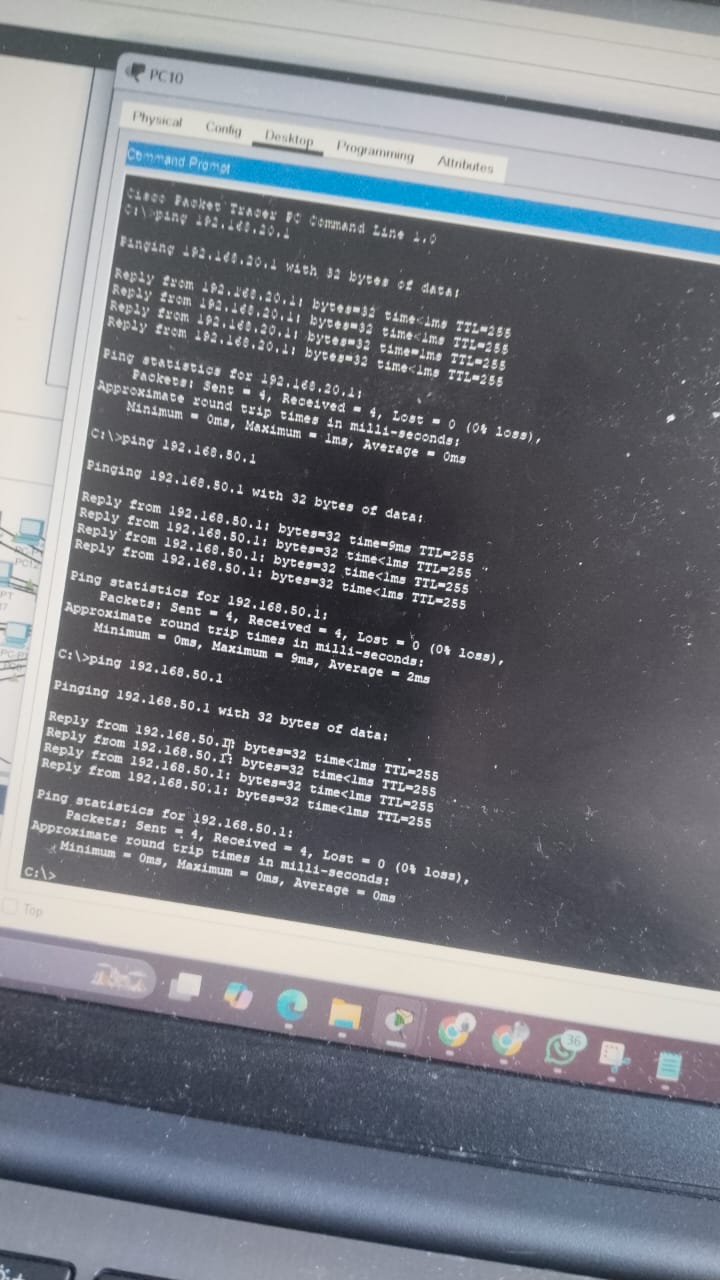 PC10
Physical Config Desktop Programming Attributes
Command Prompt
Cisco Packet Tracer PC Command Line 1.0
C:\>ping 192.168.20.1
Pinging 192.168.20.1 with 32 bytes of data:
Reply from 192.168.20.1: bytes=32 time<1ms TTL=255
Reply from 192.168.20.1: bytes=32 time<1ms TTL=255
Reply from 192.168.20.1: bytes=32 time=1ms TTL=255
Reply from 192.168.20.1: bytes=32 time<1ms TTL=255
Ping statistics for 192.168.20.1:
Packets: Sent = 4, Received = 4, Lost = 0 (0% loss),
Approximate round trip times in milli-seconds:
Minimum = 0ms, Maximum = 1ms, Average = 0ms
C:\>ping 192.168.50.1
Pinging 192.168.50.1 with 32 bytes of data:
Reply from 192.168.50.1: bytes=32 time=9ms TTL=255
Reply from 192.168.50.1: bytes=32 time<1ms TTL=255
Reply from 192.168.50.1: bytes=32 time<1ms TTL=255
Reply from 192.168.50.1: bytes=32 time<1ms TTL=255
Ping statistics for 192.168.50.1:
Packets: Sent = 4, Received = 4, Lost = 0 (0% loss),
Approximate round trip times in milli-seconds:
Minimum = 0ms, Maximum = 9ms, Average = 2ms
C:\>ping 192.168.50.1
Pinging 192.168.50.1 with 32 bytes of data:
Reply from 192.168.50.1: bytes=32 time<1ms TTL=255
Reply from 192.168.50.1: bytes=32 time<1ms TTL=255
Reply from 192.168.50.1: bytes=32 time<1ms TTL=255
Reply from 192.168.50.1: bytes=32 time<1ms TTL=255
Ping statistics for 192.168.50.1:
Packets: Sent = 4, Received = 4, Lost = 0 (0% loss),
Approximate round trip times in milli-seconds:
Minimum = 0ms, Maximum = 0ms, Average = 0ms
C:\>
Top
36